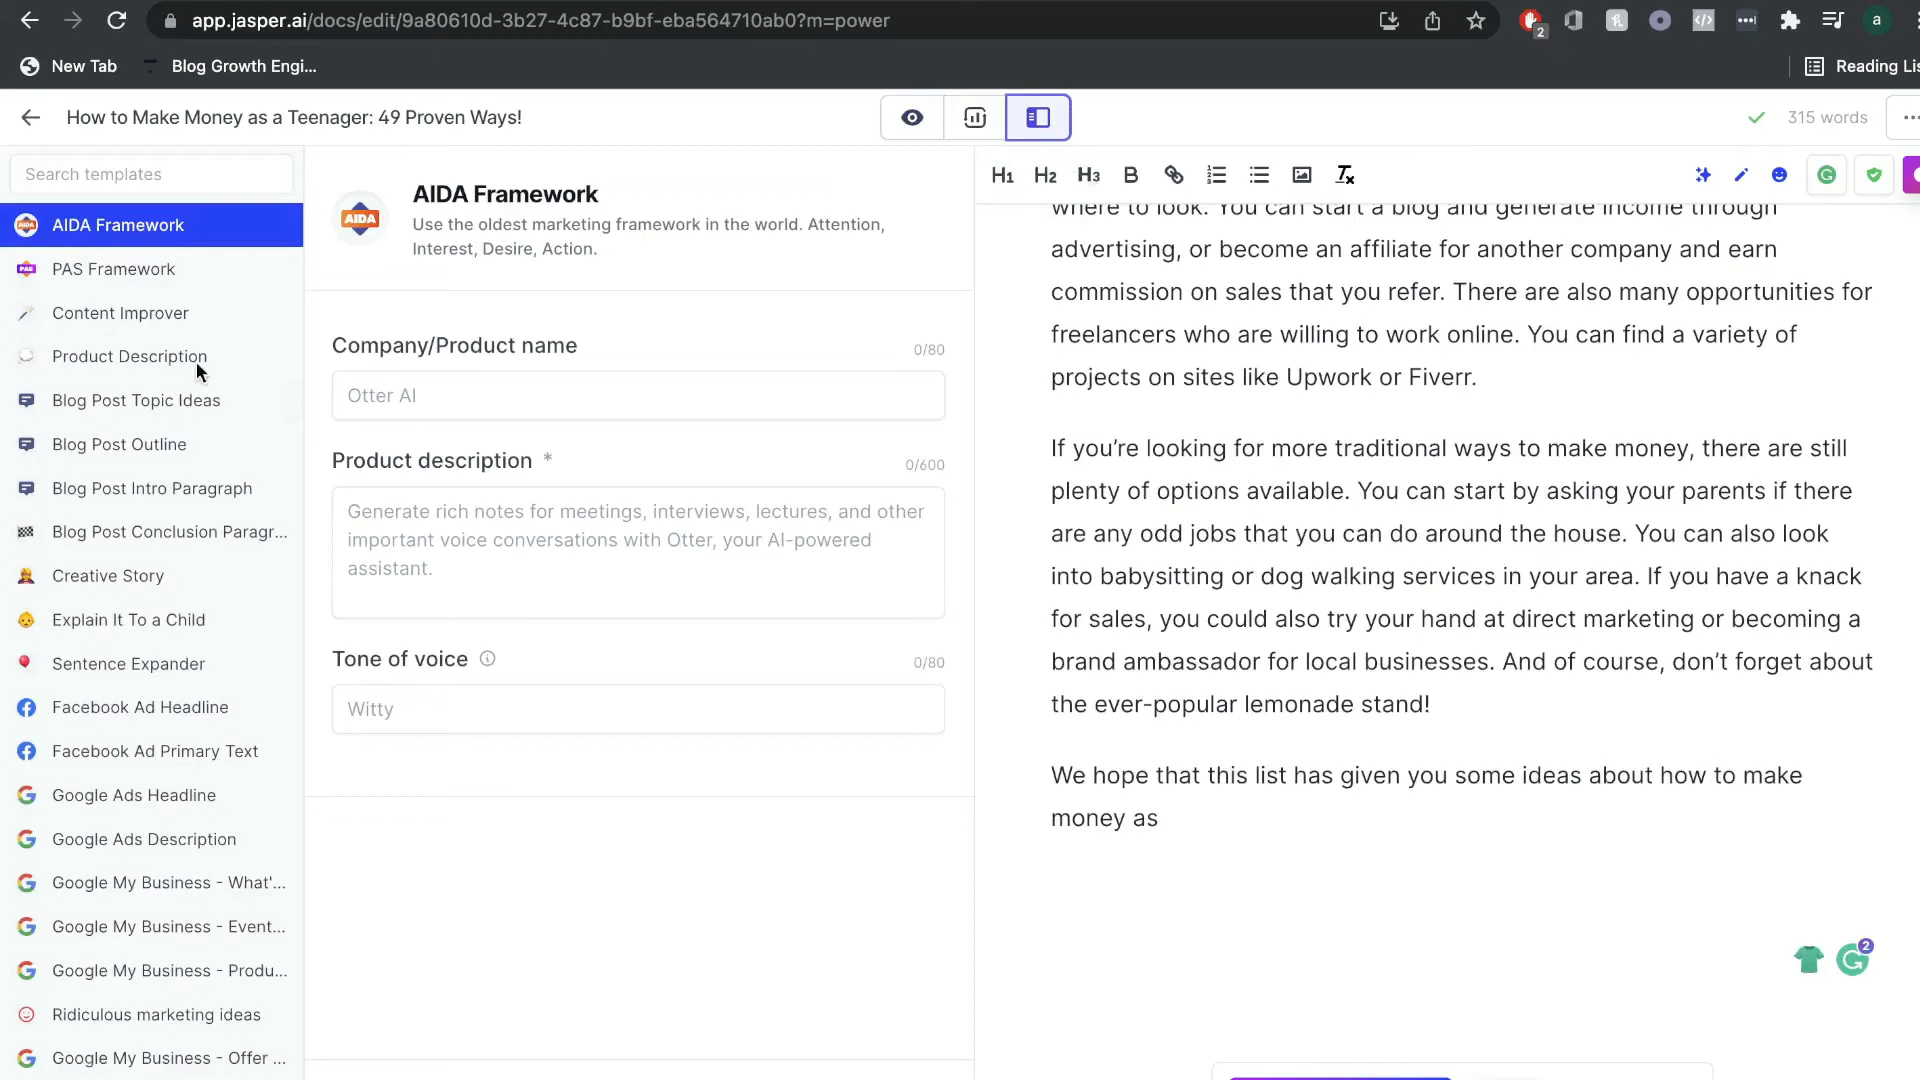 app.jasper.ai/docs/edit/9a80610d-3b27-4c87-b9bf-eba564710ab0?m=power
2
a
New Tab
Blog Growth Engi...
Reading Lis
How to Make Money as a Teenager: 49 Proven Ways!
315 words
Search templates
AIDA Framework
PAS Framework
Content Improver
Product Description
Blog Post Topic Ideas
Blog Post Outline
Blog Post Intro Paragraph
Blog Post Conclusion Paragr...
Creative Story
Explain It To a Child
Sentence Expander
Facebook Ad Headline
Facebook Ad Primary Text
Google Ads Headline
Google Ads Description
Google My Business - What'...
Google My Business - Event...
Google My Business - Produ...
Ridiculous marketing ideas
Google My Business - Offer ...
AIDA
AIDA Framework
Use the oldest marketing framework in the world. Attention,
Interest, Desire, Action.
Company/Product name
0/80
Otter AI
Product description *
0/600
Generate rich notes for meetings, interviews, lectures, and other
important voice conversations with Otter, your AI-powered
assistant.
Tone of voice
0/80
Witty
H1 H2 H3 B
where to look. You can start a blog and generate income through
advertising, or become an affiliate for another company and earn
commission on sales that you refer. There are also many opportunities for
freelancers who are willing to work online. You can find a variety of
projects on sites like Upwork or Fiverr.
If you’re looking for more traditional ways to make money, there are still
plenty of options available. You can start by asking your parents if there
are any odd jobs that you can do around the house. You can also look
into babysitting or dog walking services in your area. If you have a knack
for sales, you could also try your hand at direct marketing or becoming a
brand ambassador for local businesses. And of course, don’t forget about
the ever-popular lemonade stand!
We hope that this list has given you some ideas about how to make
money as
2